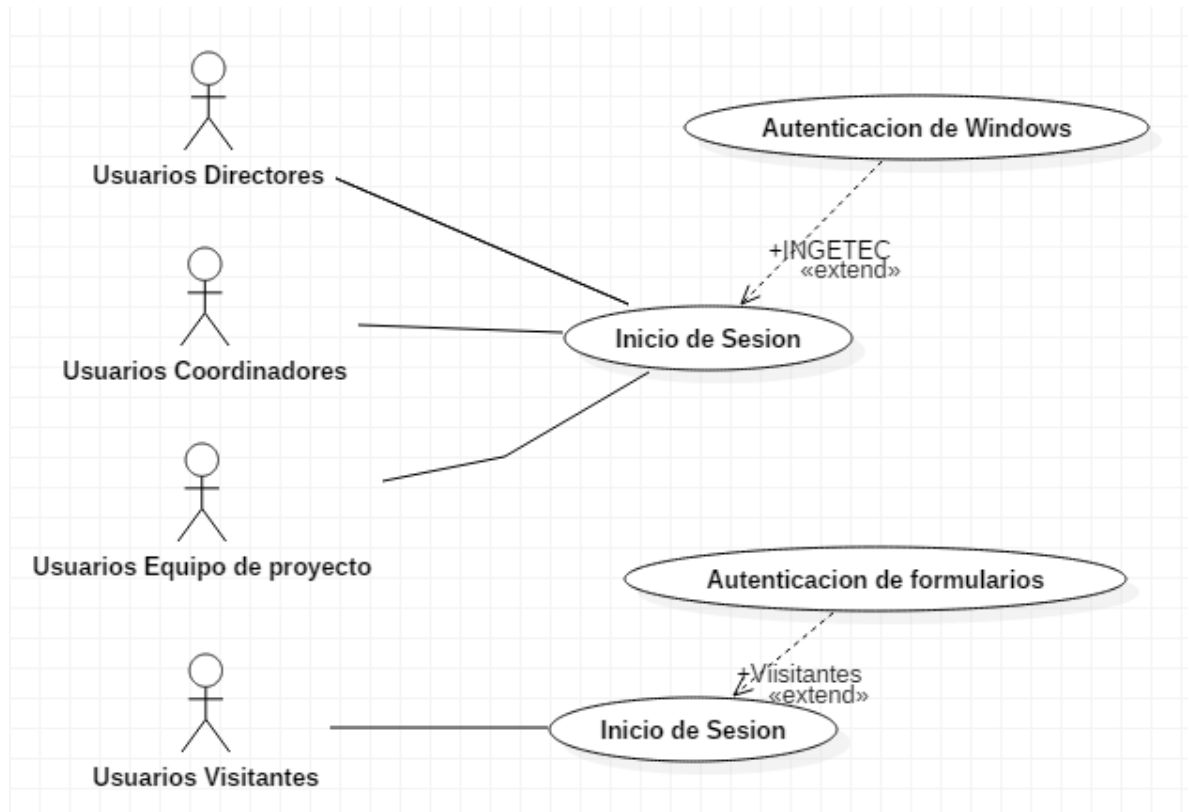 Usuarios Directores
Autenticacion de Windows
+INGETEC
«extend»
Inicio de Sesion
Usuarios Coordinadores
Usuarios Equipo de proyecto
Autenticacion de formularios
+Viisitantes
«extend»
Inicio de Sesion
Usuarios Visitantes